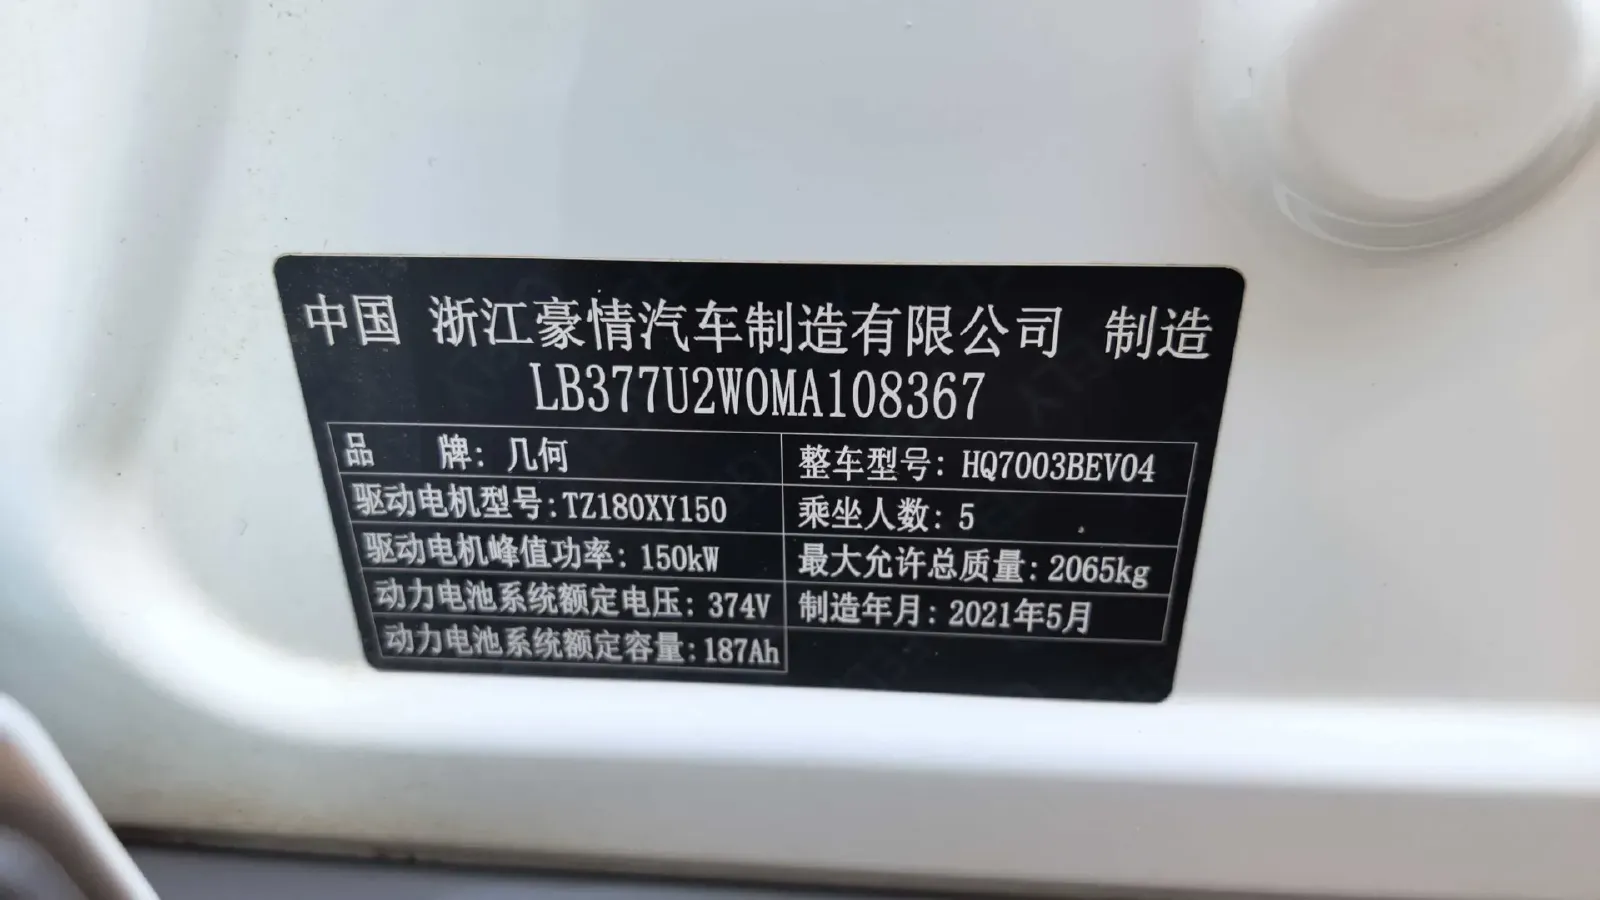 中国 浙江豪情汽车制造有限公司 制造
LB377U2W0MA108367
品 牌: 几何 整车型号: HQ7003BEV04
驱动电机型号:TZ180XY150 乘坐人数: 5
驱动电机峰值功率: 150kW 最大允许总质量: 2065kg
动力电池系统额定电压: 374V 制造年月: 2021年5月
动力电池系统额定容量:187Ah